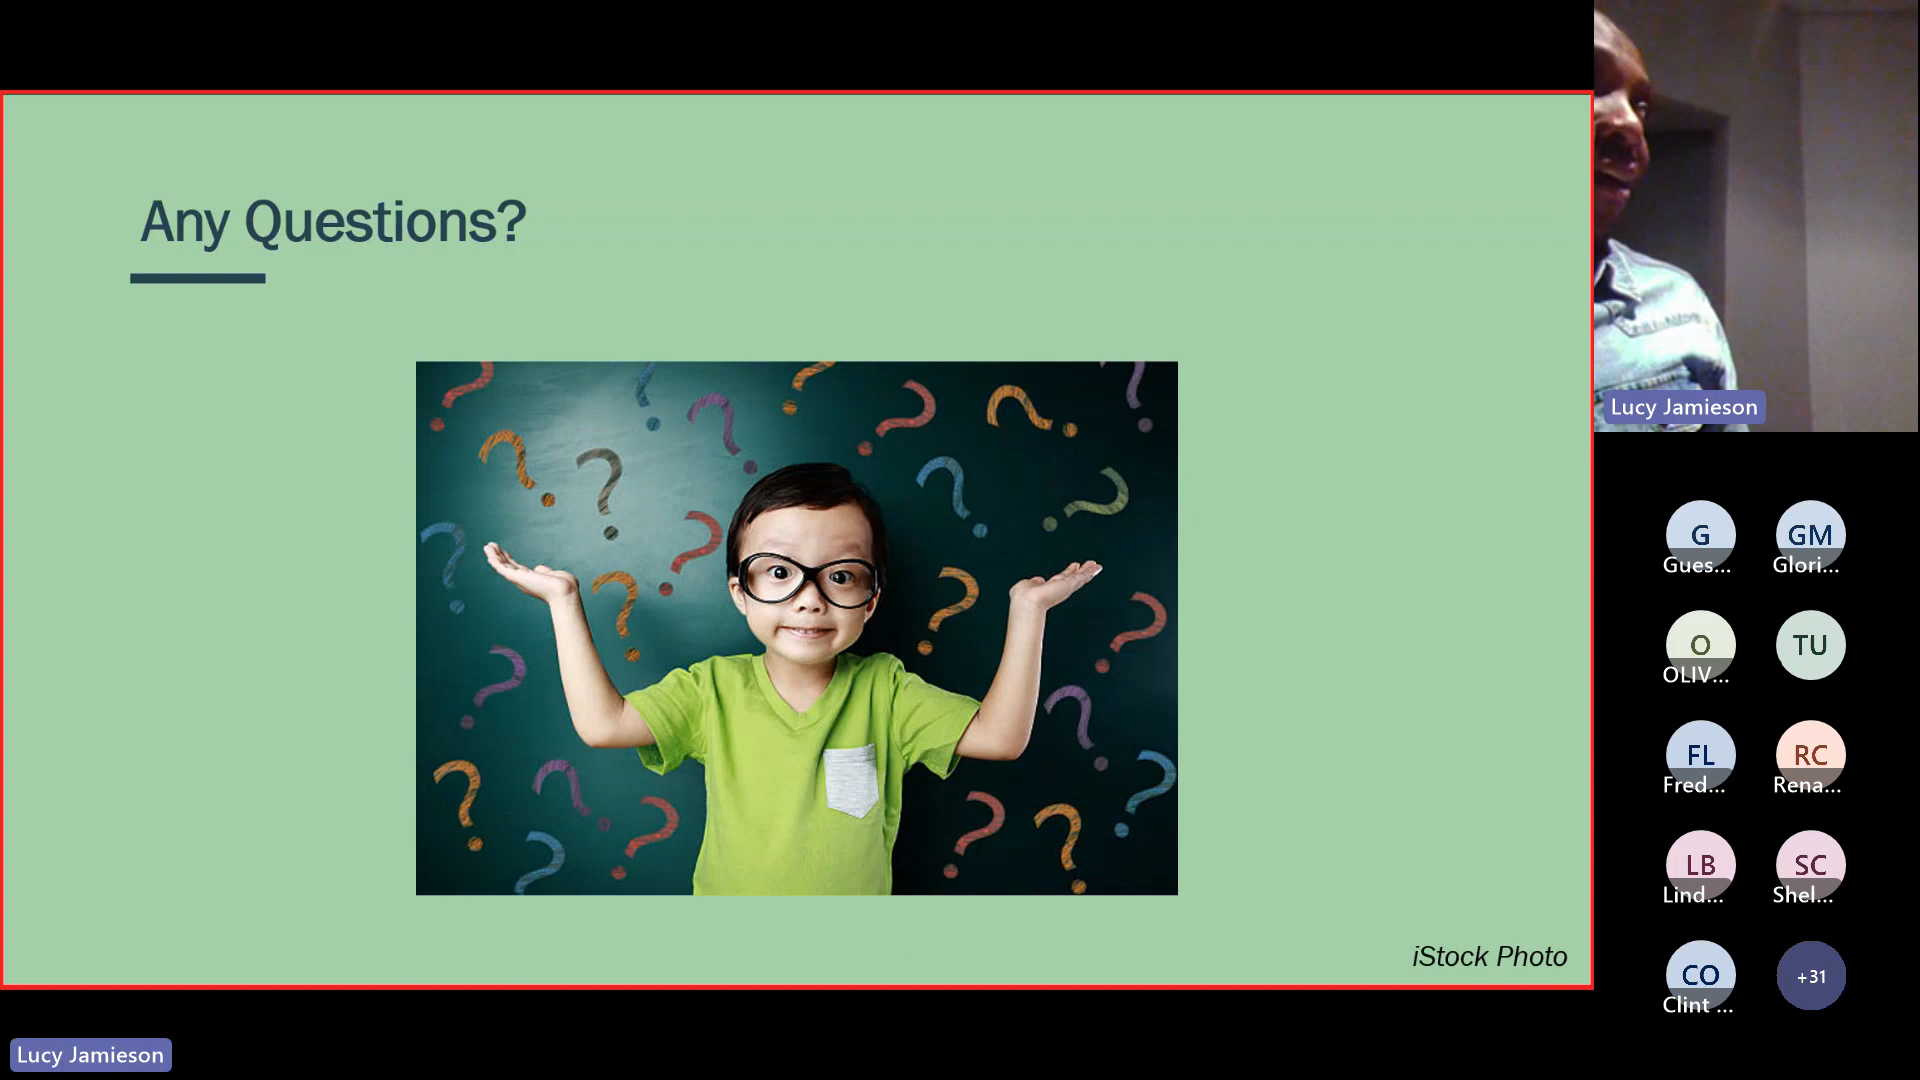 Any Questions?
iStock Photo
Lucy Jamieson
Lucy Jamieson
G
Gues...
GM
Glori...
O
OLIV...
TU
FL
Fred...
RC
Rena...
LB
Lind...
SC
Shel...
CO
Clint ...
+31